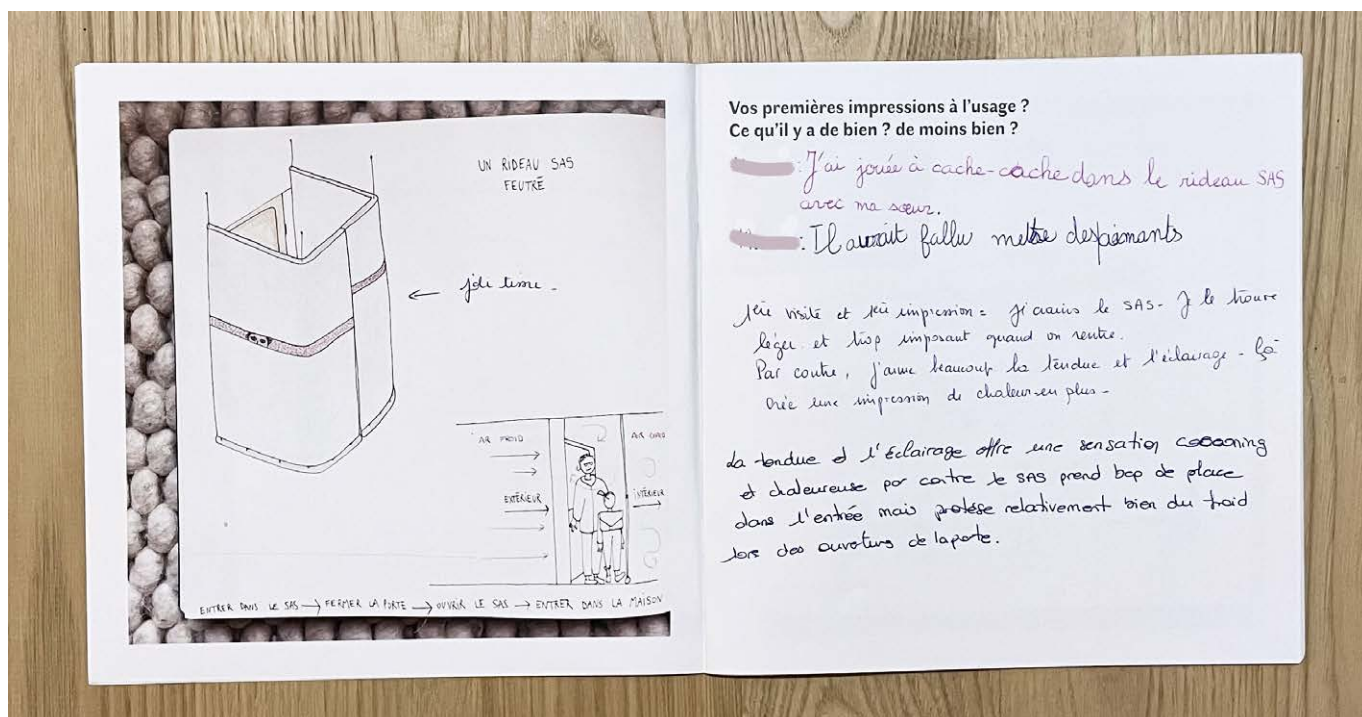 UN RIDEAU SAS
FEUTRÉ
← joli time -
AIR FROID
AIR CHAUD
EXTÉRIEUR
INTÉRIEUR
ENTRER DANS LE SAS → FERMER LA PORTE → OUVRIR LE SAS → ENTRER DANS LA MAISON
Vos premières impressions à l'usage ?
Ce qu'il y a de bien ? de moins bien ?
: J'ai jouée à cache-cache dans le rideau SAS
avec ma sœur.
: Il aurait fallu mettre des aimants
1ère visite et 1ère impression = je crains le SAS - Je le trouve
léger et trop imposant quand on rentre.
Par contre, j'aime beaucoup la tendue et l'éclairage - Çà
crée une impression de chaleur en plus -
La tendue et l'éclairage offre une sensation cocooning
et chaleureuse par contre le SAS prend bcp de place
dans l'entrée mais protège relativement bien du froid
lors des ouvertures de la porte.